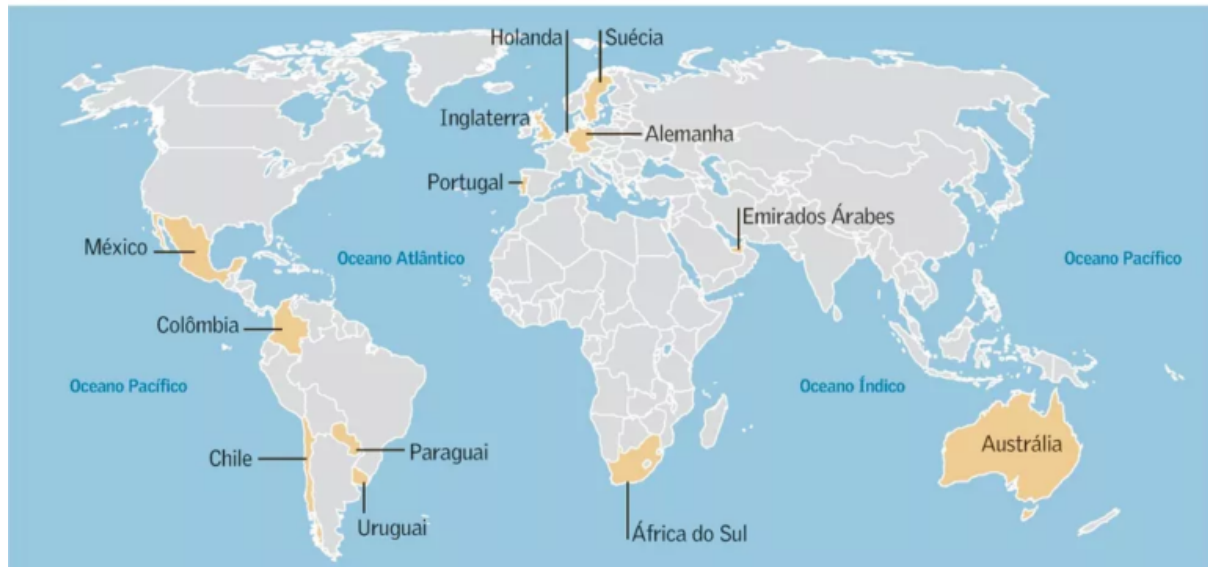 Holanda
Suécia
Inglaterra
Alemanha
Portugal
Emirados Árabes
México
Oceano Atlântico
Oceano Pacífico
Colômbia
Oceano Pacífico
Oceano Índico
Chile
Paraguai
Austrália
Uruguai
África do Sul